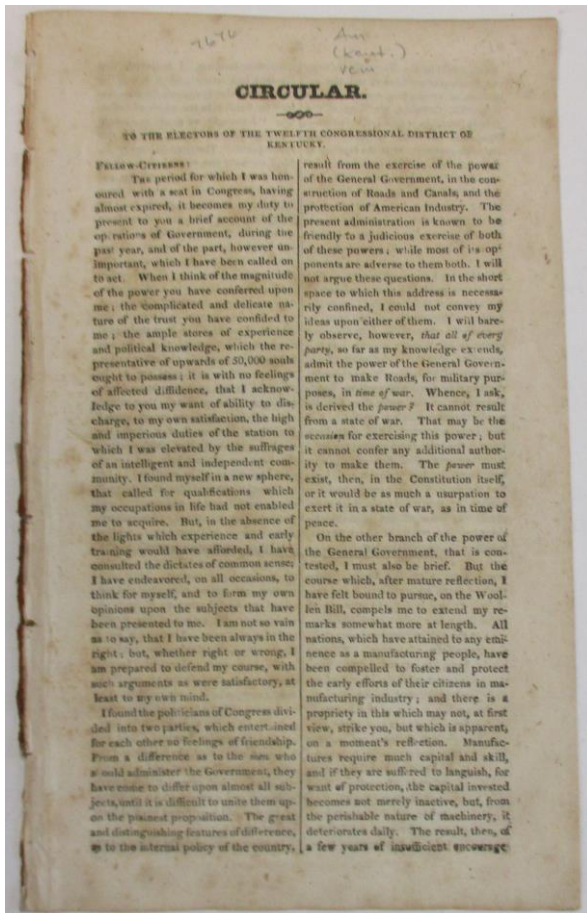 CIRCULAR.
TO THE ELECTORS OF THE TWELFTH CONGRESSIONAL DISTRICT OF
KENTUCKY.
FELLOW-CITIZENS:
The period for which I was hon-
oured with a seat in Congress, having
almost expired, it becomes my duty to
present to you a brief account of the
operations of Government, during the
past year, and of the part, however un-
important, which I have been called on
to act. When I think of the magnitude
of the power you have conferred upon
me; the complicated and delicate na-
ture of the trust you have confided to
me; the ample stores of experience
and political knowledge, which the re-
presentative of upwards of 50,000 souls
ought to possess; it is with no feelings
of affected diffidence, that I acknow-
ledge to you my want of ability to dis-
charge, to my own satisfaction, the high
and imperious duties of the station to
which I was elevated by the suffrages
of an intelligent and independent com-
munity. I found myself in a new sphere,
that called for qualifications which
my occupations in life had not enabled
me to acquire. But, in the absence of
the lights which experience and early
training would have afforded, I have
consulted the dictates of common sense;
I have endeavored, on all occasions, to
think for myself, and to form my own
opinions upon the subjects that have
been presented to me. I am not so vain
as to say, that I have been always in the
right; but, whether right or wrong, I
am prepared to defend my course, with
such arguments as were satisfactory, at
least to my own mind.
I found the politicians of Congress divi-
ded into two parties, which entertained
for each other no feelings of friendship.
From a difference as to the men who
should administer the Government, they
have come to differ upon almost all sub-
jects, until it is difficult to unite them up-
on the plainest proposition. The great
and distinguishing features of difference,
as to the internal policy of the country,
result from the exercise of the power
of the General Government, in the con-
struction of Roads and Canals, and the
protection of American Industry. The
present administration is known to be
friendly to a judicious exercise of both
of these powers; while most of its op-
ponents are adverse to them both. I will
not argue these questions. In the short
space to which this address is necessa-
rily confined, I could not convey my
ideas upon either of them. I will bare-
ly observe, however, that all of every
party, so far as my knowledge extends,
admit the power of the General Govern-
ment to make Roads, for military pur-
poses, in time of war. Whence, I ask,
is derived the power? It cannot result
from a state of war. That may be the
occasion for exercising this power; but
it cannot confer any additional author-
ity to make them. The power must
exist, then, in the Constitution itself,
or it would be as much a usurpation to
exert it in a state of war, as in time of
peace.
On the other branch of the power of
the General Government, that is con-
tested, I must also be brief. But the
course which, after mature reflection, I
have felt bound to pursue, on the Wool-
len Bill, compels me to extend my re-
marks somewhat more at length. All
nations, which have attained to any emi-
nence as a manufacturing people, have
been compelled to foster and protect
the early efforts of their citizens in ma-
nufacturing industry; and there is a
propriety in this which may not, at first
view, strike you, but which is apparent,
on a moment's reflection. Manufac-
tures require much capital and skill,
and if they are suffered to languish, for
want of protection, the capital invested
becomes not merely inactive, but, from
the perishable nature of machinery, it
deteriorates daily. The result, then, of
a few years of insufficient encourage-